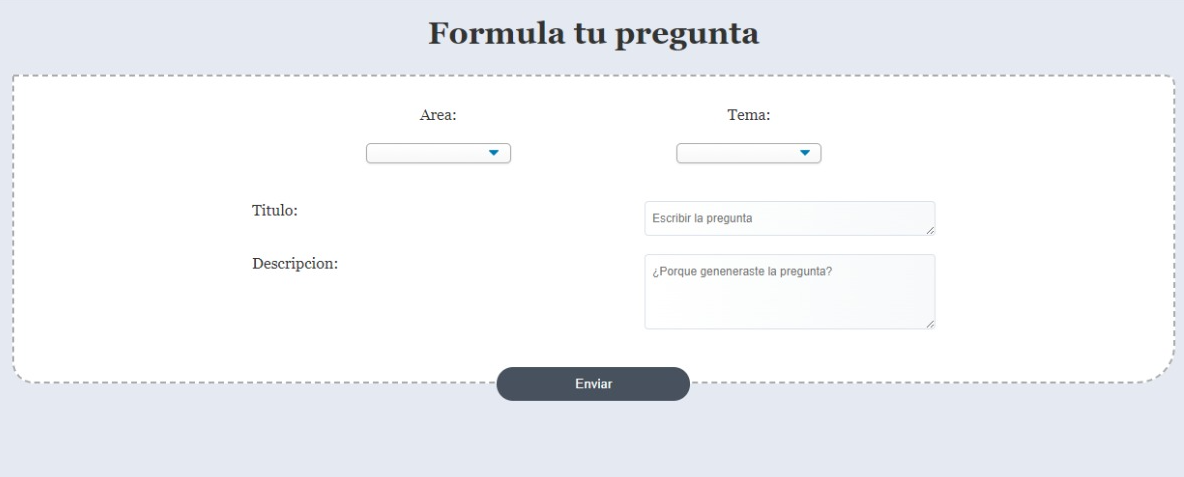 Formula tu pregunta
Area:
Tema:
Titulo:
Escribir la pregunta
Descripcion:
¿Porque geneneraste la pregunta?
Enviar